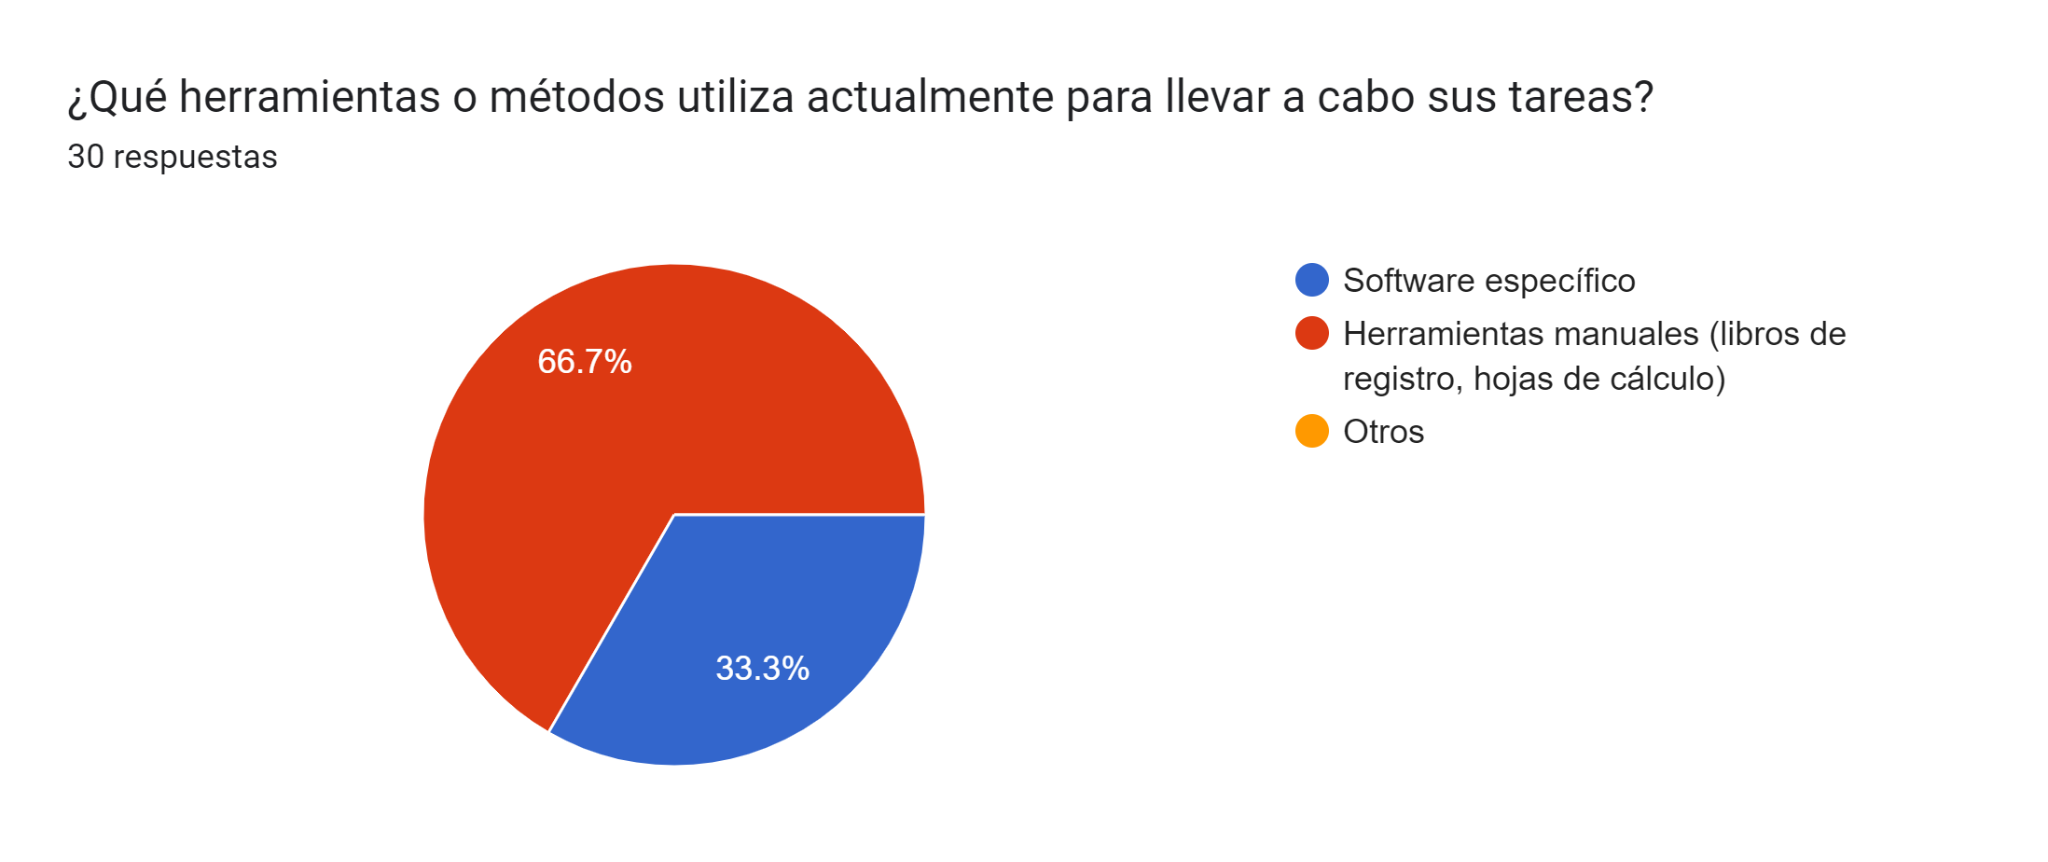 ¿Qué herramientas o métodos utiliza actualmente para llevar a cabo sus tareas?
30 respuestas
66.7%
33.3%
Software específico
Herramientas manuales (libros de
registro, hojas de cálculo)
Otros